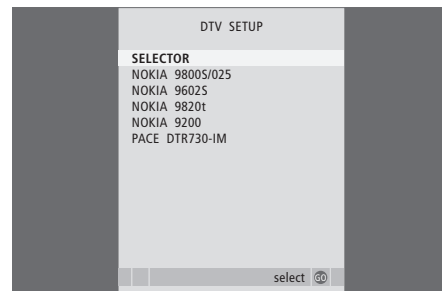 DTV SETUP
SELECTOR
NOKIA 9800S/025
NOKIA 9602S
NOKIA 9820t
NOKIA 9200
PACE DTR730-IM
select GO